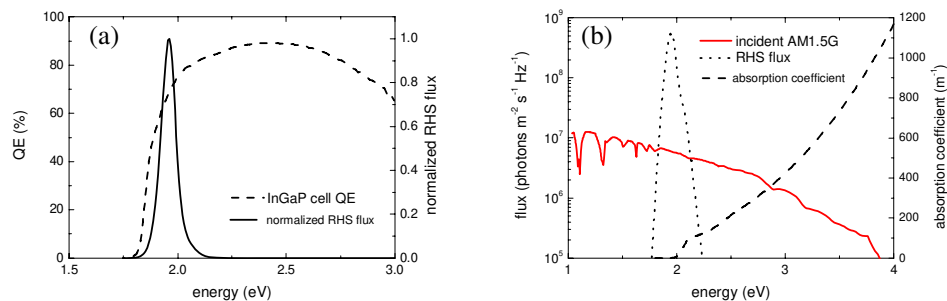 (a)
100
80
60
40
20
0
QE (%)
1.0
0.8
0.6
0.4
0.2
0.0
normalized RHS flux
InGaP cell QE
normalized RHS flux
1.5 2.0 2.5 3.0
energy (eV)
(b)
10⁹
10⁸
10⁷
10⁶
10⁵
flux (photons m⁻² s⁻¹ Hz⁻¹)
1200
1000
800
600
400
200
0
absorption coefficient (m⁻¹)
incident AM1.5G
RHS flux
absorption coefficient
1 2 3 4
energy (eV)